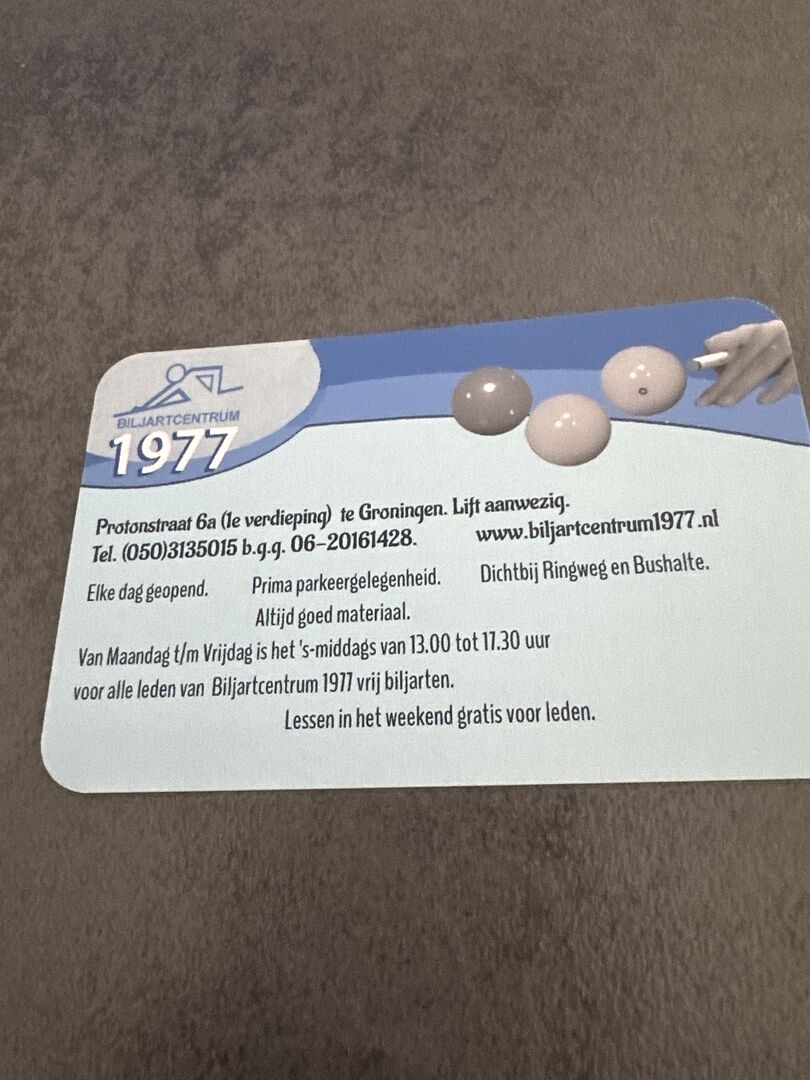 BILJARTCENTRUM
1977
Protonstraat 6a (1e verdieping) te Groningen. Lift aanwezig.
Tel. (050)3135015 b.g.g. 06-20161428. www.biljartcentrum1977.nl
Elke dag geopend. Prima parkeergelegenheid. Dichtbij Ringweg en Bushalte.
Altijd goed materiaal.
Van Maandag t/m Vrijdag is het 's-middags van 13.00 tot 17.30 uur
voor alle leden van Biljartcentrum 1977 vrij biljarten.
Lessen in het weekend gratis voor leden.